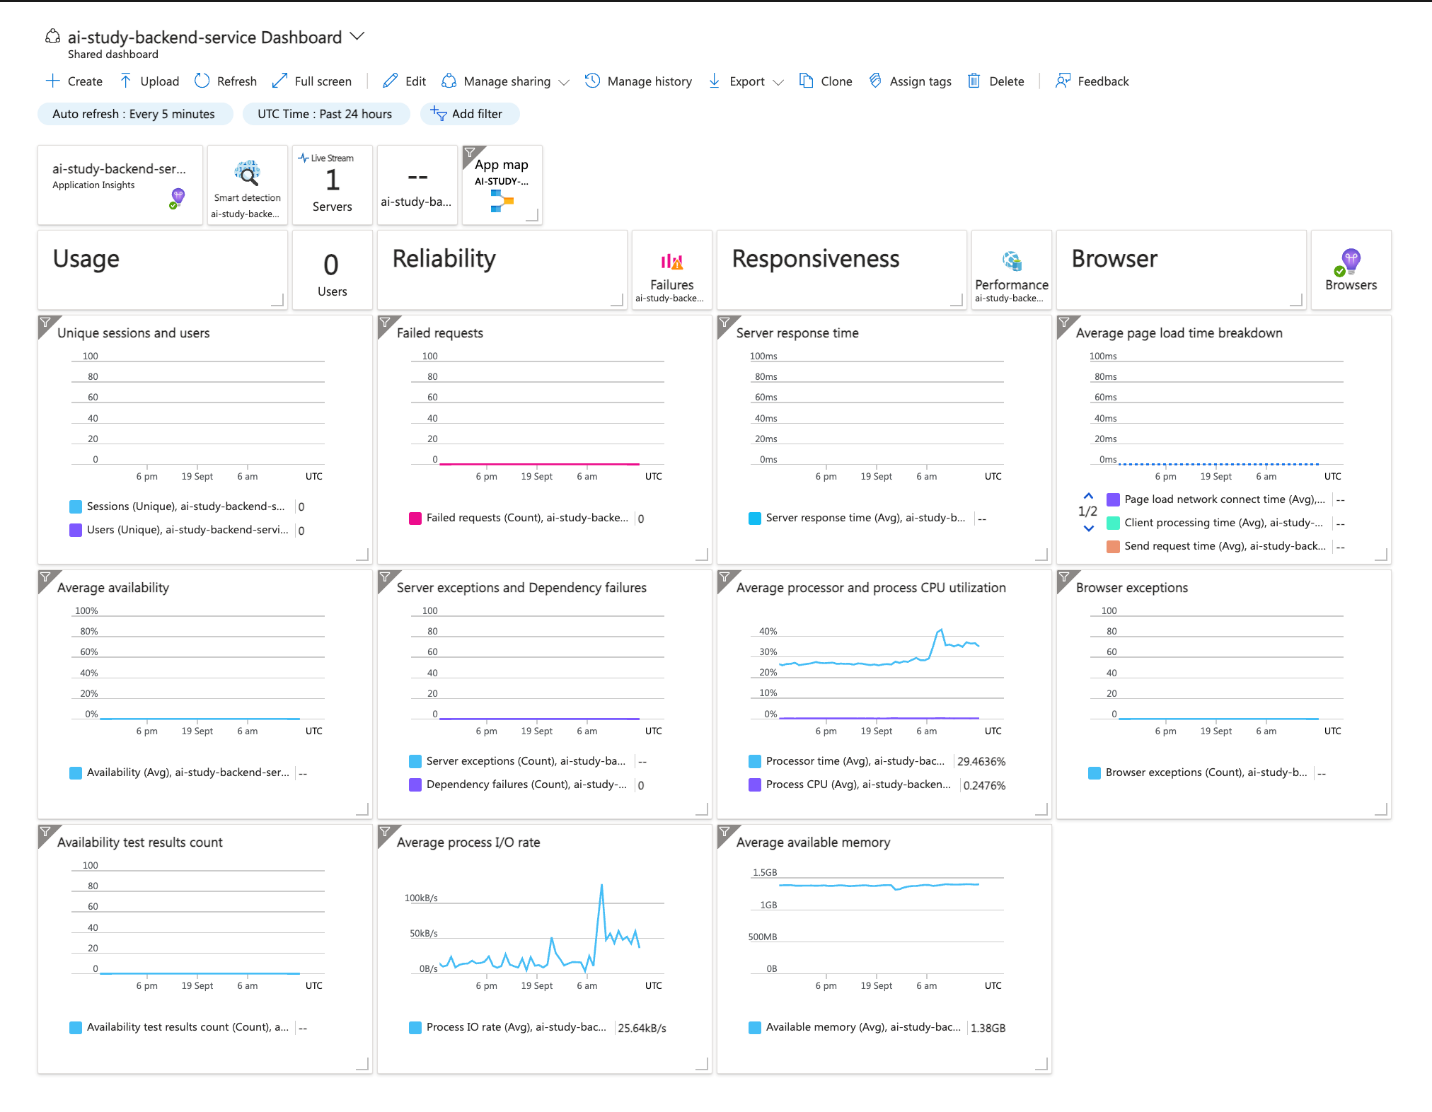 ai-study-backend-service Dashboard
Shared dashboard
Create Upload Refresh Full screen Edit Manage sharing Manage history Export Clone Assign tags Delete Feedback
Auto refresh : Every 5 minutes UTC Time : Past 24 hours Add filter
ai-study-backend-ser...
Application Insights
Smart detection
ai-study-backe...
Live Stream
1
Servers
--
ai-study-ba...
App map
AI-STUDY-...
Usage
0
Users
Reliability
Failures
ai-study-backe...
Responsiveness
Performance
ai-study-backe...
Browser
Browsers
Unique sessions and users
100
80
60
40
20
0
6 pm 19 Sept 6 am UTC
Sessions (Unique), ai-study-backend-s... 0
Users (Unique), ai-study-backend-servi... 0
Failed requests
100
80
60
40
20
0
6 pm 19 Sept 6 am UTC
Failed requests (Count), ai-study-backe... 0
Server response time
100ms
80ms
60ms
40ms
20ms
0ms
6 pm 19 Sept 6 am UTC
Server response time (Avg), ai-study-b... --
Average page load time breakdown
100ms
80ms
60ms
40ms
20ms
0ms
6 pm 19 Sept 6 am UTC
1/2
Page load network connect time (Avg),... --
Client processing time (Avg), ai-study-... --
Send request time (Avg), ai-study-back... --
Average availability
100%
80%
60%
40%
20%
0%
6 pm 19 Sept 6 am UTC
Availability (Avg), ai-study-backend-ser... --
Server exceptions and Dependency failures
100
80
60
40
20
0
6 pm 19 Sept 6 am UTC
Server exceptions (Count), ai-study-ba... --
Dependency failures (Count), ai-study-... 0
Average processor and process CPU utilization
40%
30%
20%
10%
0%
6 pm 19 Sept 6 am UTC
Processor time (Avg), ai-study-bac... 29.4636%
Process CPU (Avg), ai-study-backen... 0.2476%
Browser exceptions
100
80
60
40
20
0
6 pm 19 Sept 6 am UTC
Browser exceptions (Count), ai-study-b... --
Availability test results count
100
80
60
40
20
0
6 pm 19 Sept 6 am UTC
Availability test results count (Count), a... --
Average process I/O rate
100kB/s
50kB/s
0B/s
6 pm 19 Sept 6 am UTC
Process IO rate (Avg), ai-study-bac... 25.64kB/s
Average available memory
1.5GB
1GB
500MB
0B
6 pm 19 Sept 6 am UTC
Available memory (Avg), ai-study-bac... 1.38GB